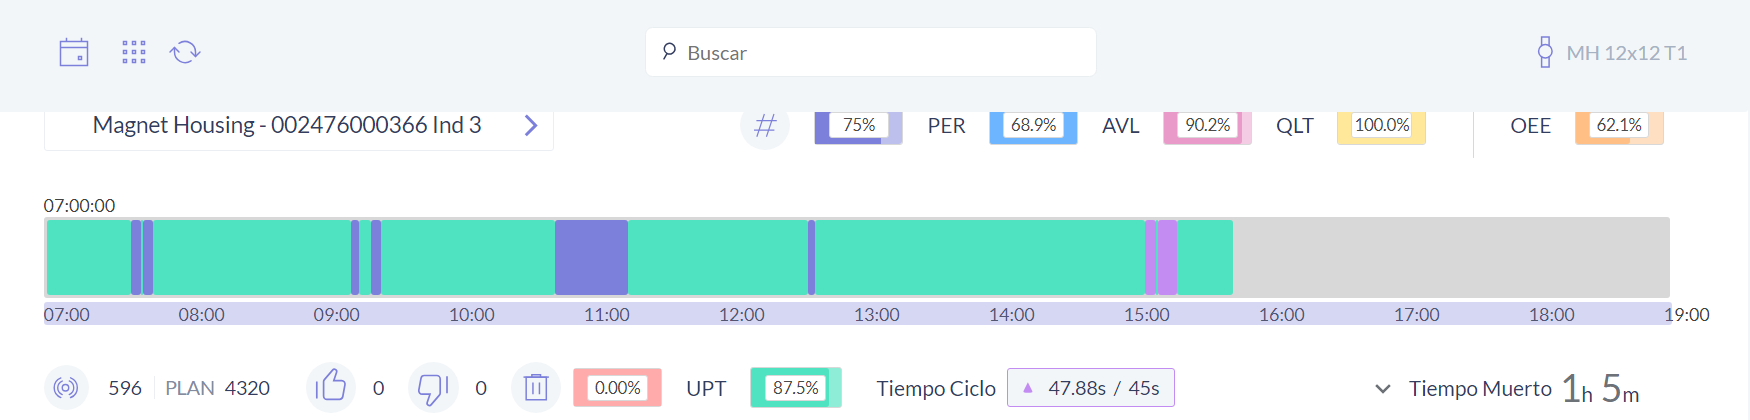 Buscar
MH 12x12 T1
Magnet Housing - 002476000366 Ind 3
# 75% PER 68.9% AVL 90.2% QLT 100.0% OEE 62.1%
07:00:00
07:00 08:00 09:00 10:00 11:00 12:00 13:00 14:00 15:00 16:00 17:00 18:00 19:00
596 PLAN 4320 0 0 0.00% UPT 87.5% Tiempo Ciclo ▲ 47.88s / 45s Tiempo Muerto 1h 5m